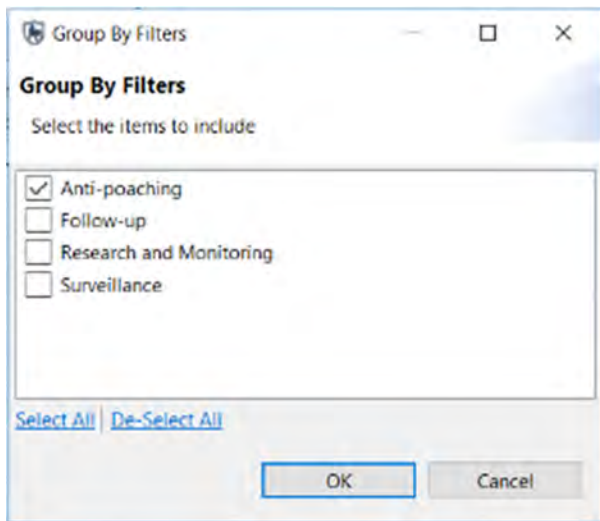 Group By Filters
Group By Filters
Select the items to include
Anti-poaching
Follow-up
Research and Monitoring
Surveillance
Select All De-Select All
OK Cancel